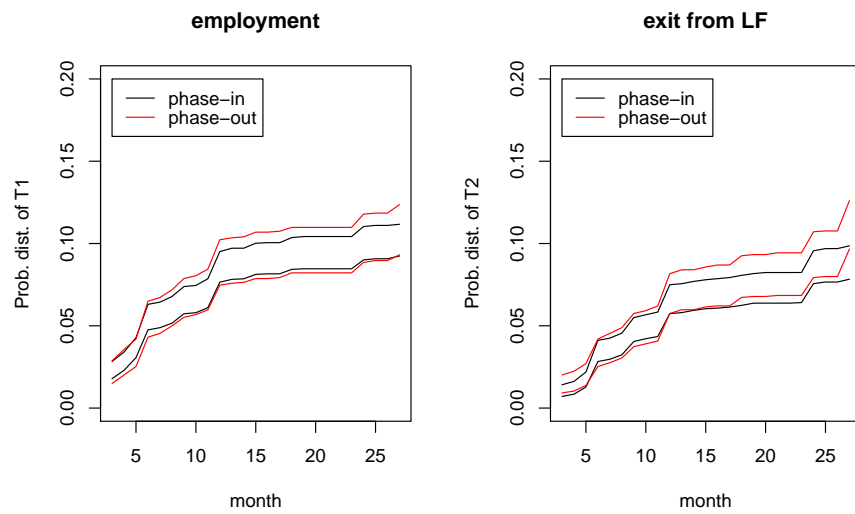 employment
Prob. dist. of T1
0.00
0.05
0.10
0.15
0.20
phase−in
phase−out
5 10 15 20 25
month
exit from LF
Prob. dist. of T2
0.00
0.05
0.10
0.15
0.20
phase−in
phase−out
5 10 15 20 25
month